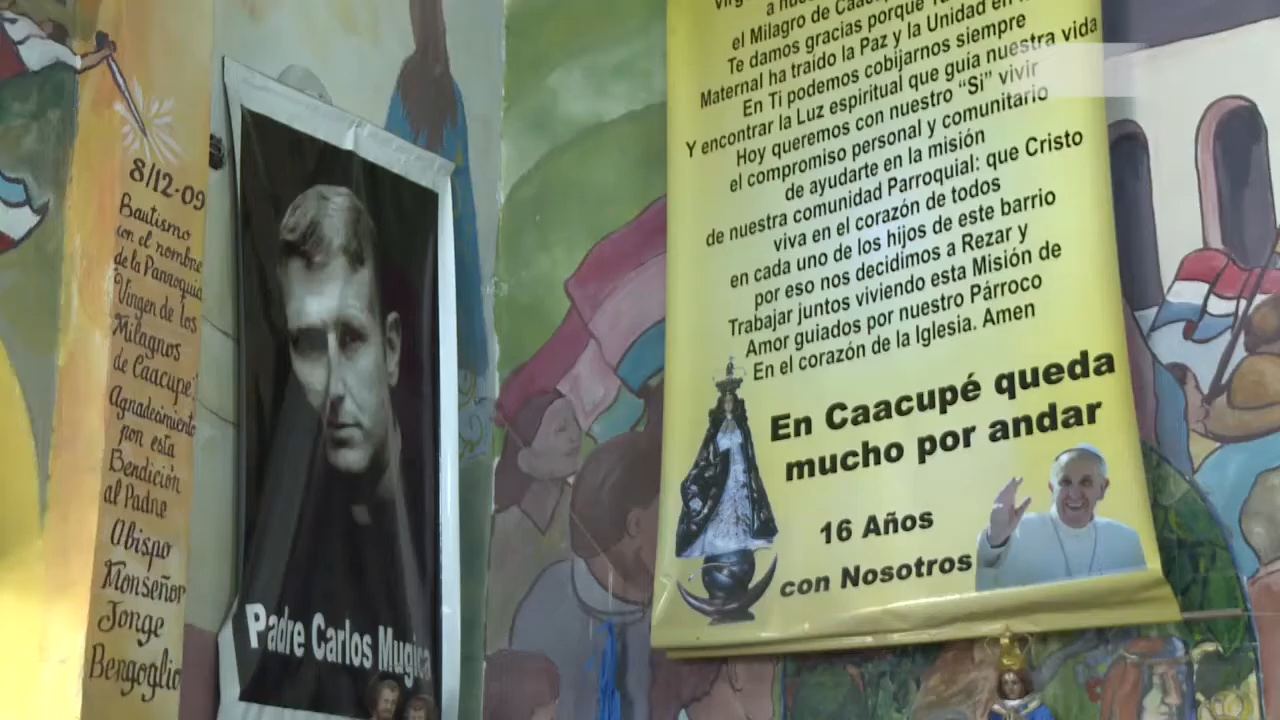 8/12-09
Bautismo
con el nombre
de la Parroquia
"Virgen de los
Milagros
de Caacupe"
Agradecimiento
por esta
Bendición
al Padre
Obispo
Monseñor
Jorge
Bergoglio
Padre Carlos Mugica
a
el Milagro de
Te damos gracias porque
Maternal ha traído la Paz y la Unidad en
En Ti podemos cobijarnos siempre
Y encontrar la Luz espiritual que guía nuestra vida
Hoy queremos con nuestro “Si” vivir
el compromiso personal y comunitario
de ayudarte en la misión
de nuestra comunidad Parroquial: que Cristo
viva en el corazón de todos
en cada uno de los hijos de este barrio
por eso nos decidimos a Rezar y
Trabajar juntos viviendo esta Misión de
Amor guiados por nuestro Párroco
En el corazón de la Iglesia. Amen
En Caacupé queda
mucho por andar
16 Años
con Nosotros